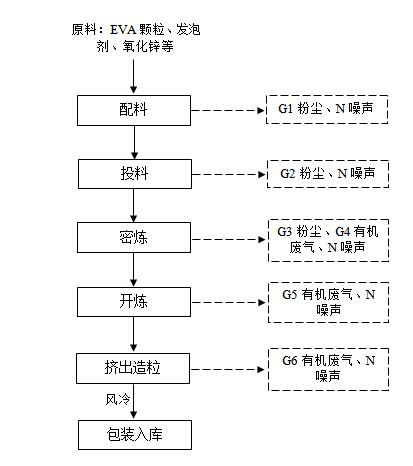 原料：EVA 颗粒、发泡
剂、氧化锌等
配料
G1 粉尘、N 噪声
投料
G2 粉尘、N 噪声
密炼
G3 粉尘、G4 有机
废气、N 噪声
开炼
G5 有机废气、N
噪声
挤出造粒
G6 有机废气、N
噪声
风冷
包装入库